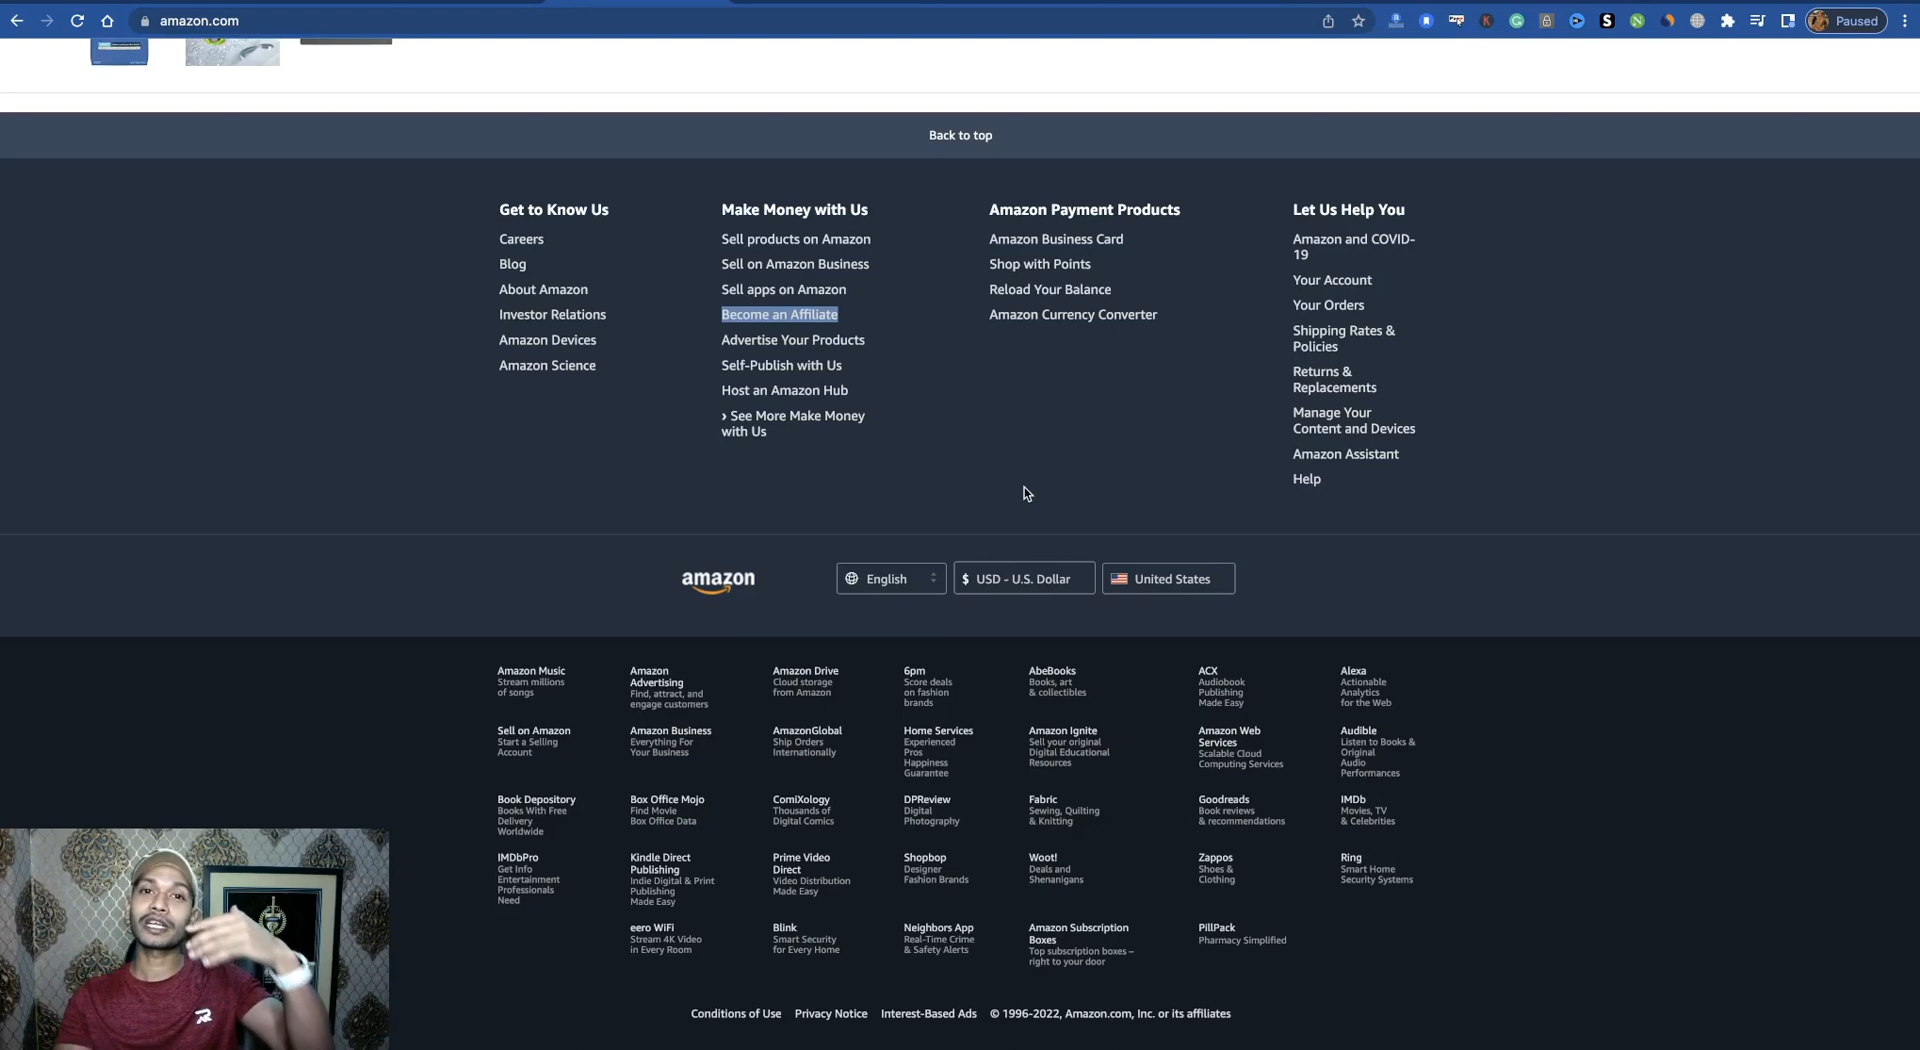 amazon.com
Paused
Back to top
Get to Know Us
Careers
Blog
About Amazon
Investor Relations
Amazon Devices
Amazon Science
Make Money with Us
Sell products on Amazon
Sell on Amazon Business
Sell apps on Amazon
Become an Affiliate
Advertise Your Products
Self-Publish with Us
Host an Amazon Hub
› See More Make Money
with Us
Amazon Payment Products
Amazon Business Card
Shop with Points
Reload Your Balance
Amazon Currency Converter
Let Us Help You
Amazon and COVID-
19
Your Account
Your Orders
Shipping Rates &
Policies
Returns &
Replacements
Manage Your
Content and Devices
Amazon Assistant
Help
amazon
English
$ USD - U.S. Dollar
United States
Amazon Music
Stream millions
of songs
Amazon
Advertising
Find, attract, and
engage customers
Amazon Drive
Cloud storage
from Amazon
6pm
Score deals
on fashion
brands
AbeBooks
Books, art
& collectibles
ACX
Audiobook
Publishing
Made Easy
Alexa
Actionable
Analytics
for the Web
Sell on Amazon
Start a Selling
Account
Amazon Business
Everything For
Your Business
AmazonGlobal
Ship Orders
Internationally
Home Services
Experienced
Pros
Happiness
Guarantee
Amazon Ignite
Sell your original
Digital Educational
Resources
Amazon Web
Services
Scalable Cloud
Computing Services
Audible
Listen to Books &
Original
Audio
Performances
Book Depository
Books With Free
Delivery
Worldwide
Box Office Mojo
Find Movie
Box Office Data
ComiXology
Thousands of
Digital Comics
DPReview
Digital
Photography
Fabric
Sewing, Quilting
& Knitting
Goodreads
Book reviews
& recommendations
IMDb
Movies, TV
& Celebrities
IMDbPro
Get Info
Entertainment
Professionals
Need
Kindle Direct
Publishing
Indie Digital & Print
Publishing
Made Easy
Prime Video
Direct
Video Distribution
Made Easy
Shopbop
Designer
Fashion Brands
Woot!
Deals and
Shenanigans
Zappos
Shoes &
Clothing
Ring
Smart Home
Security Systems
eero WiFi
Stream 4K Video
in Every Room
Blink
Smart Security
for Every Home
Neighbors App
Real-Time Crime
& Safety Alerts
Amazon Subscription
Boxes
Top subscription boxes –
right to your door
PillPack
Pharmacy Simplified
Conditions of Use
Privacy Notice
Interest-Based Ads
© 1996-2022, Amazon.com, Inc. or its affiliates